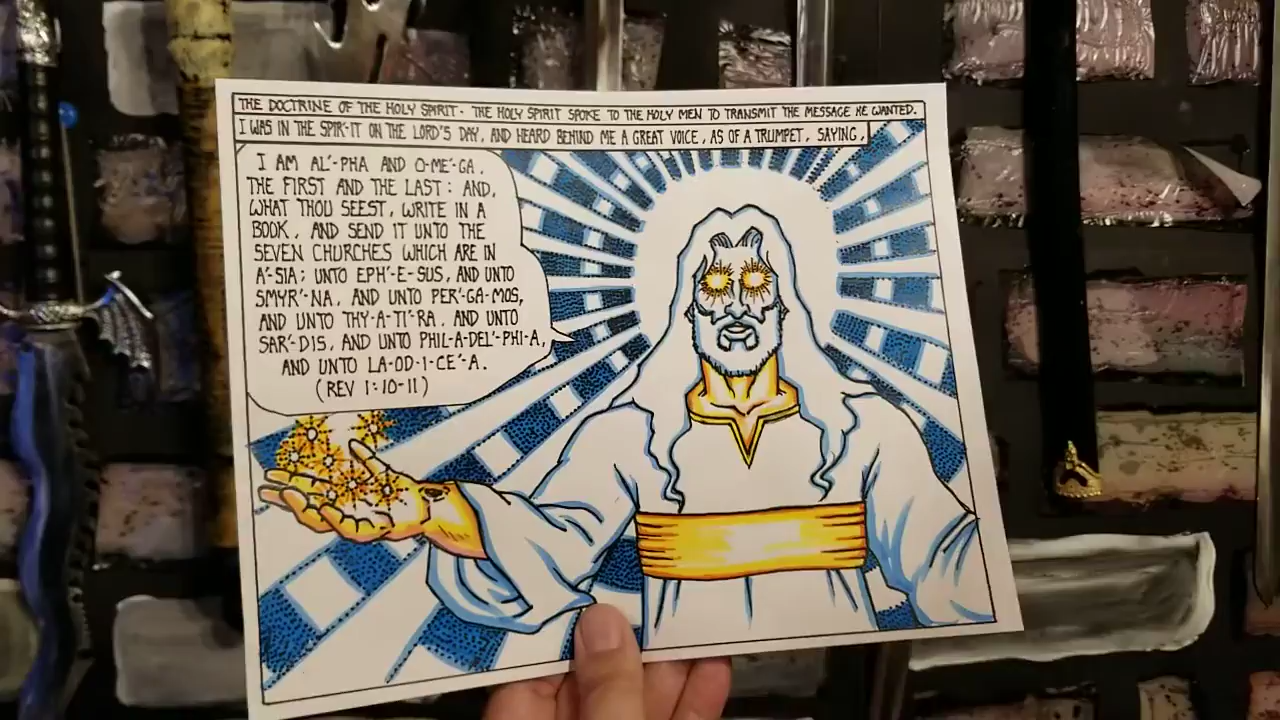 THE DOCTRINE OF THE HOLY SPIRIT - THE HOLY SPIRIT SPOKE TO THE HOLY MEN TO TRANSMIT THE MESSAGE HE WANTED.
I WAS IN THE SPIR-IT ON THE LORD'S DAY, AND HEARD BEHIND ME A GREAT VOICE, AS OF A TRUMPET, SAYING,
I AM AL'-PHA AND O-ME'-GA,
THE FIRST AND THE LAST: AND,
WHAT THOU SEEST, WRITE IN A
BOOK, AND SEND IT UNTO THE
SEVEN CHURCHES WHICH ARE IN
A'-SIA; UNTO EPH'-E-SUS, AND UNTO
SMYR'-NA, AND UNTO PER'-GA-MOS,
AND UNTO THY-A-TI'-RA, AND UNTO
SAR'-DIS, AND UNTO PHIL-A-DEL'-PHI-A,
AND UNTO LA-OD-I-CE'-A.
(REV 1:10-11)